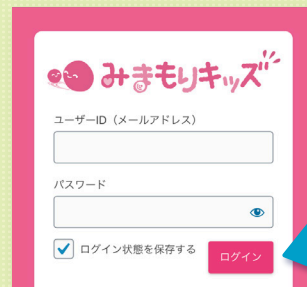 みまもりキッズ
ユーザーID（メールアドレス）
パスワード
ログイン状態を保存する
ログイン